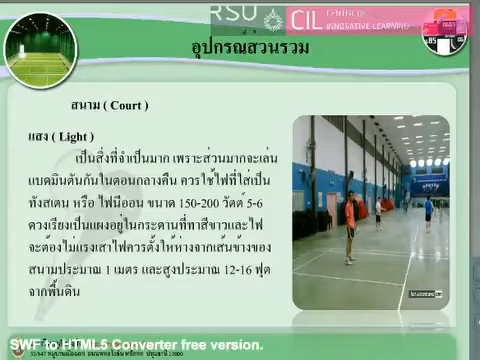 RSU CIL CENTER OF
INNOVATIVE LEARNING
อุปกรณ์ส่วนรวม
สนาม ( Court )
แสง ( Light )
เป็นสิ่งที่จำเป็นมาก เพราะส่วนมากจะเล่น
แบดมินตันกันในตอนกลางคืน ควรใช้ไฟที่ใส่เป็น
ทังสเตน หรือ ไฟนีออน ขนาด 150-200 วัตต์ 5-6
ดวงเรียงเป็นแผงอยู่ในกระดานที่ทาสีขาวและไฟ
จะต้องไม่แรงเสาไฟควรตั้งให้ห่างจากเส้นข้างของ
สนามประมาณ 1 เมตร และสูงประมาณ 12-16 ฟุต
จากพื้นดิน
SWF to HTML5 Converter free version.